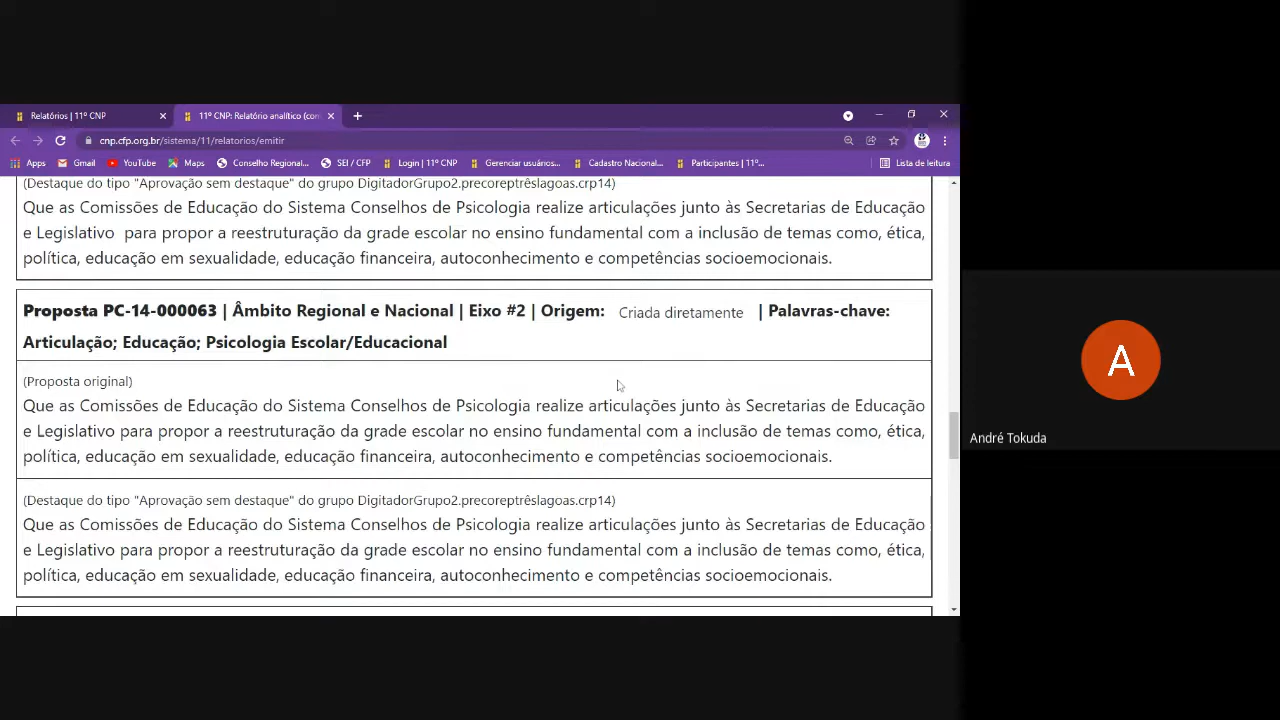 Relatórios | 11º CNP
11º CNP: Relatório analítico (con
cnp.cfp.org.br/sistema/11/relatorios/emitir
Apps Gmail YouTube Maps Conselho Regional... SEI / CFP Login | 11º CNP Gerenciar usuários... Cadastro Nacional... Participantes | 11º... Lista de leitura
(Destaque do tipo "Aprovação sem destaque" do grupo DigitadorGrupo2.precoreptrêslagoas.crp14)
Que as Comissões de Educação do Sistema Conselhos de Psicologia realize articulações junto às Secretarias de Educação
e Legislativo para propor a reestruturação da grade escolar no ensino fundamental com a inclusão de temas como, ética,
política, educação em sexualidade, educação financeira, autoconhecimento e competências socioemocionais.
Proposta PC-14-000063 | Âmbito Regional e Nacional | Eixo #2 | Origem: Criada diretamente | Palavras-chave:
Articulação; Educação; Psicologia Escolar/Educacional
(Proposta original)
Que as Comissões de Educação do Sistema Conselhos de Psicologia realize articulações junto às Secretarias de Educação
e Legislativo para propor a reestruturação da grade escolar no ensino fundamental com a inclusão de temas como, ética,
política, educação em sexualidade, educação financeira, autoconhecimento e competências socioemocionais.
(Destaque do tipo "Aprovação sem destaque" do grupo DigitadorGrupo2.precoreptrêslagoas.crp14)
Que as Comissões de Educação do Sistema Conselhos de Psicologia realize articulações junto às Secretarias de Educação
e Legislativo para propor a reestruturação da grade escolar no ensino fundamental com a inclusão de temas como, ética,
política, educação em sexualidade, educação financeira, autoconhecimento e competências socioemocionais.
A
André Tokuda